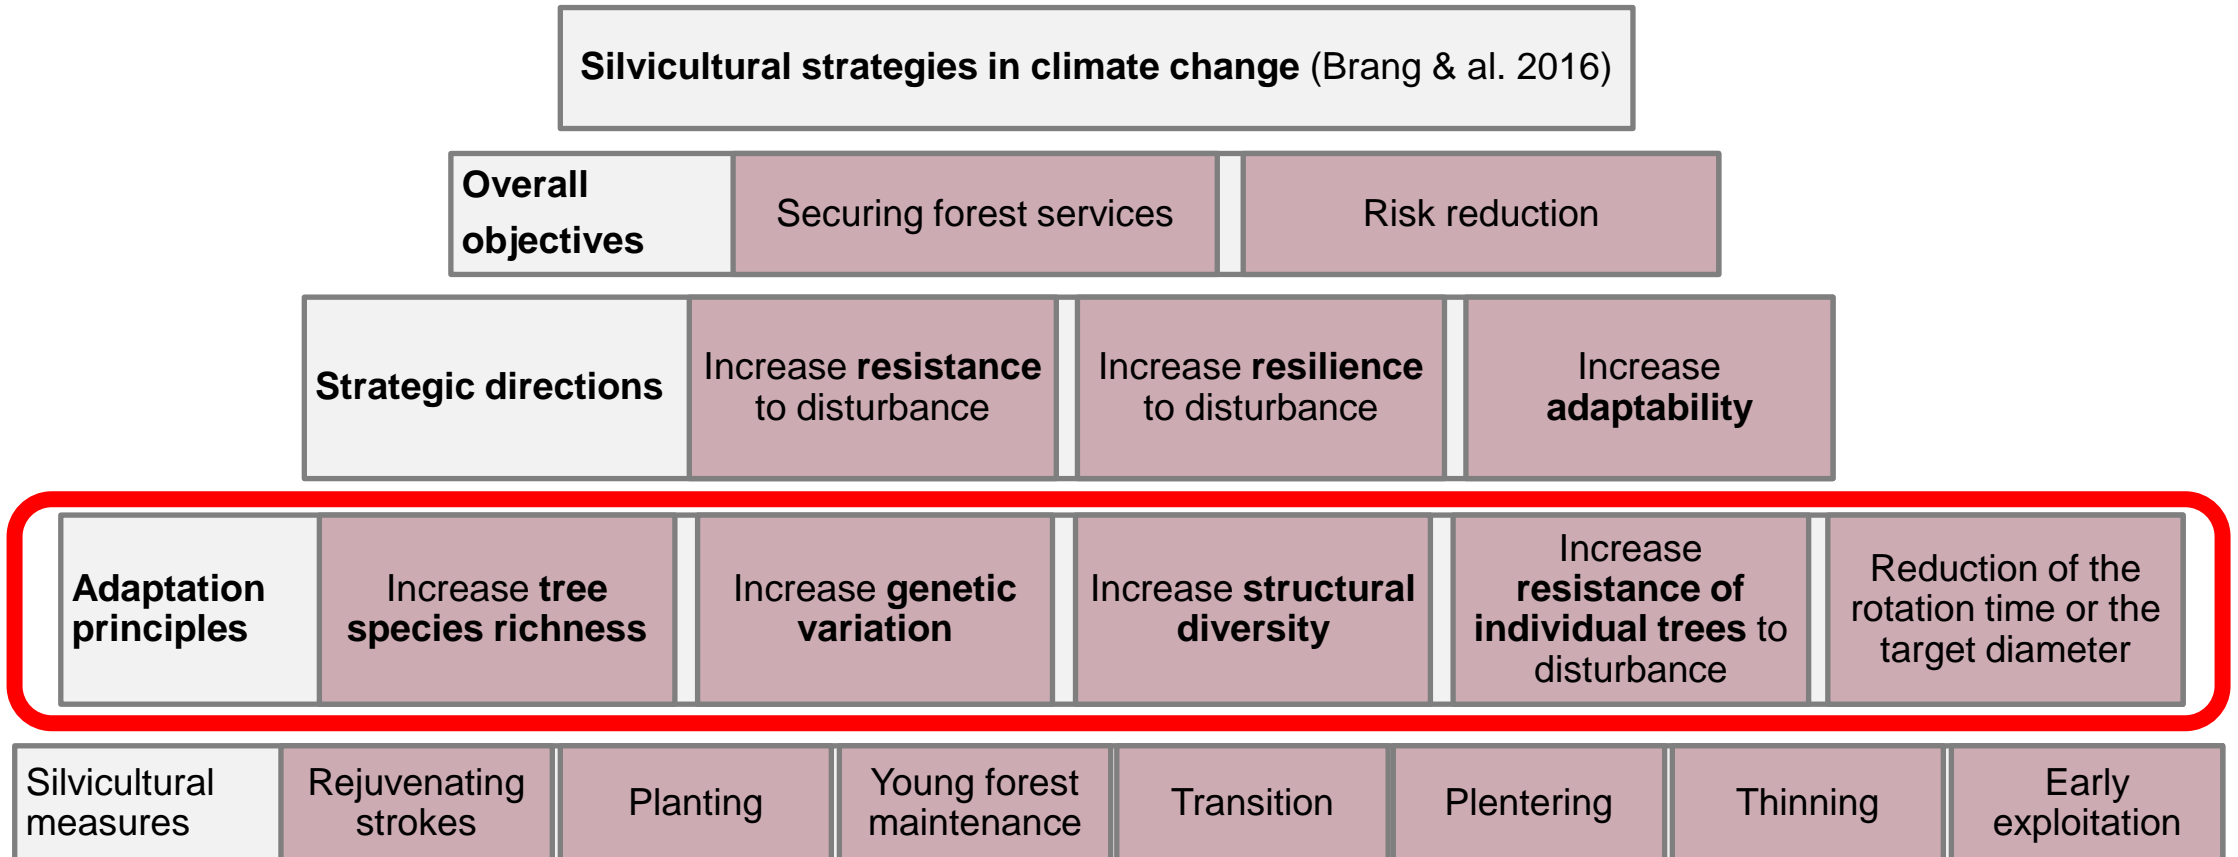 Silvicultural strategies in climate change (Brang & al. 2016)
Overall
objectives
Securing forest services
Risk reduction
Strategic directions
Increase resistance
to disturbance
Increase resilience
to disturbance
Increase
adaptability
Adaptation
principles
Increase tree
species richness
Increase genetic
variation
Increase structural
diversity
Increase
resistance of
individual trees to
disturbance
Reduction of the
rotation time or the
target diameter
Silvicultural
measures
Rejuvenating
strokes
Planting
Young forest
maintenance
Transition
Plentering
Thinning
Early
exploitation